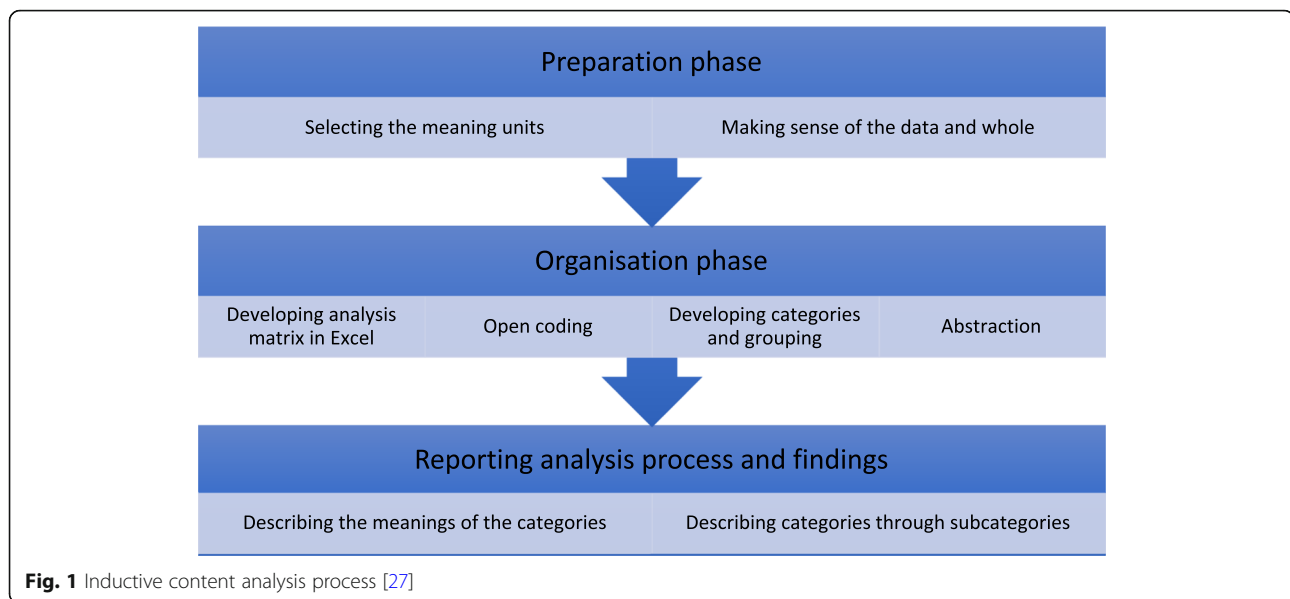 Preparation phase
Selecting the meaning units
Making sense of the data and whole
Organisation phase
Developing analysis
matrix in Excel
Open coding
Developing categories
and grouping
Abstraction
Reporting analysis process and findings
Describing the meanings of the categories
Describing categories through subcategories
Fig. 1 Inductive content analysis process [27]